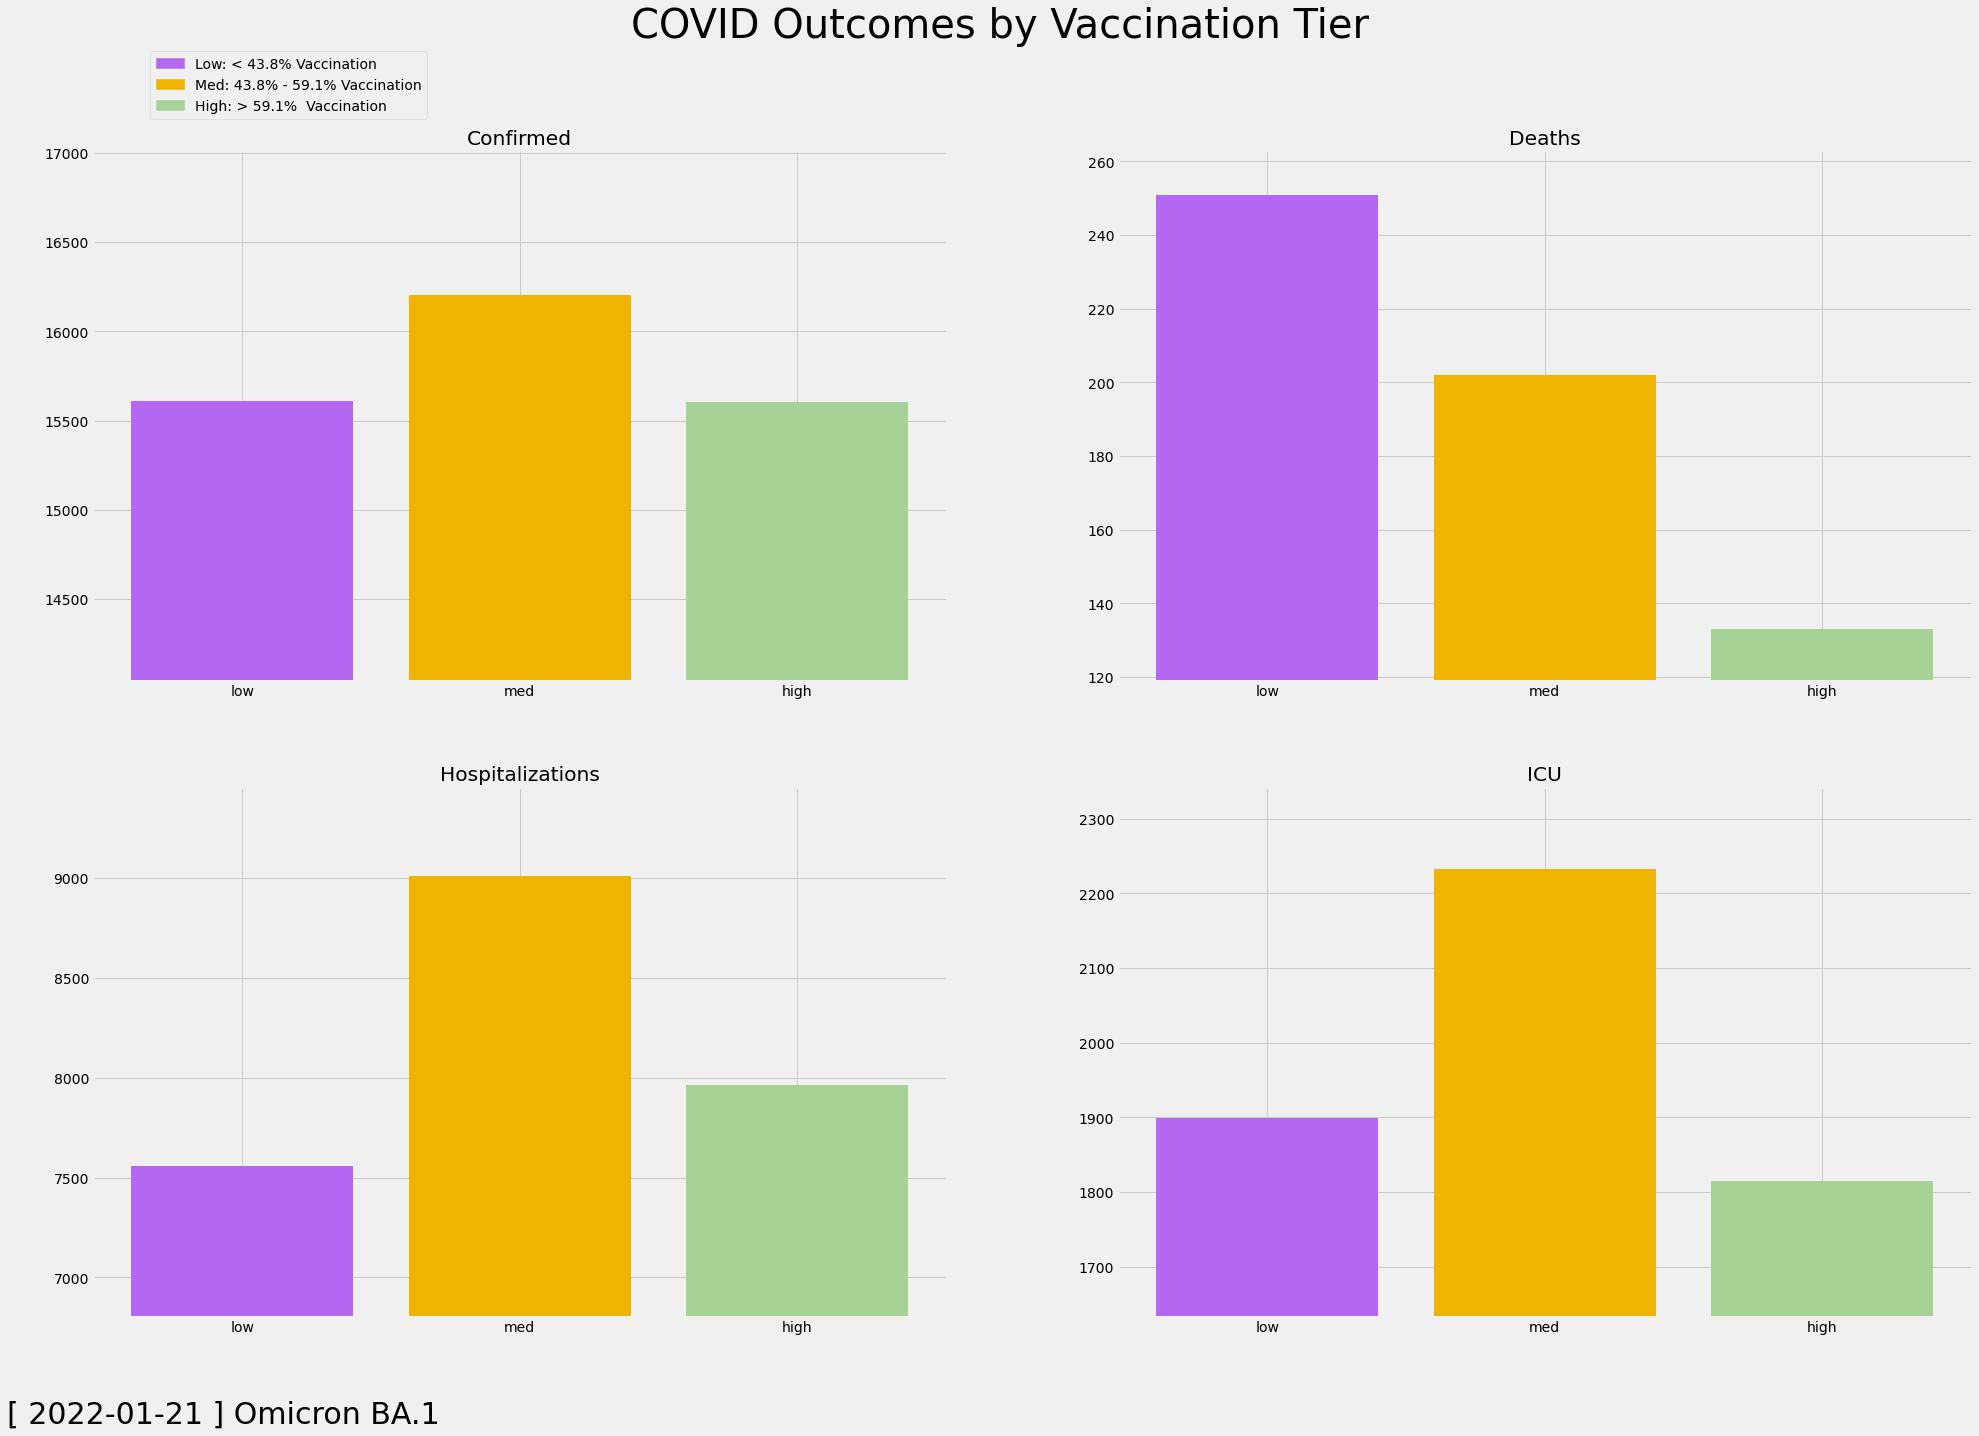 COVID Outcomes by Vaccination Tier
Low: < 43.8% Vaccination
Med: 43.8% - 59.1% Vaccination
High: > 59.1%  Vaccination
Confirmed
17000
16500
16000
15500
15000
14500
low med high
Deaths
260
240
220
200
180
160
140
120
low med high
Hospitalizations
9000
8500
8000
7500
7000
low med high
ICU
2300
2200
2100
2000
1900
1800
1700
low med high
[ 2022-01-21 ] Omicron BA.1